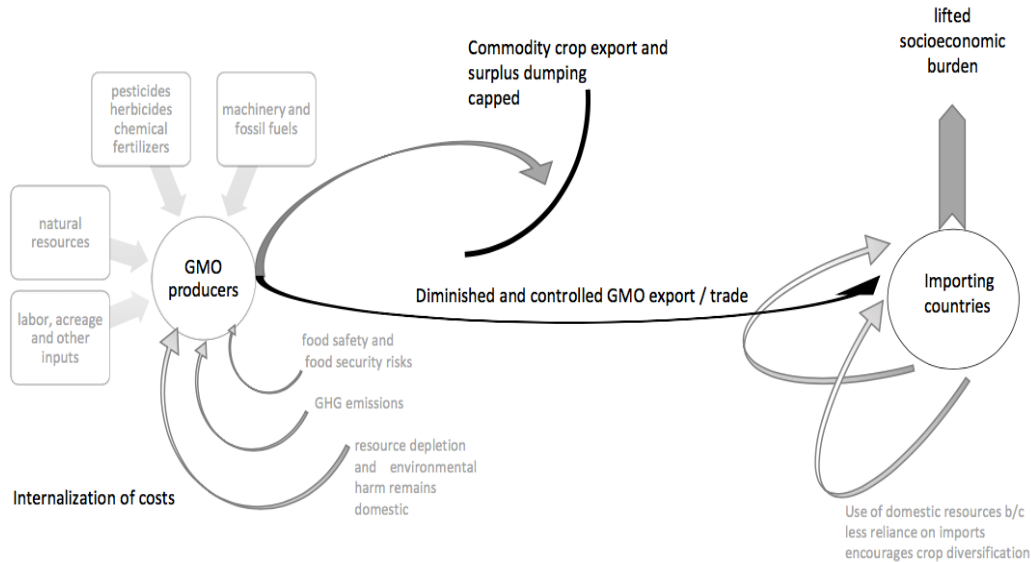 lifted
socioeconomic
burden
Commodity crop export and
surplus dumping
capped
pesticides
herbicides
chemical
fertilizers
machinery and
fossil fuels
natural
resources
GMO
producers
labor, acreage
and other
inputs
Diminished and controlled GMO export / trade
Importing
countries
food safety and
food security risks
GHG emissions
resource depletion
and environmental
harm remains
domestic
Internalization of costs
Use of domestic resources b/c
less reliance on imports
encourages crop diversification